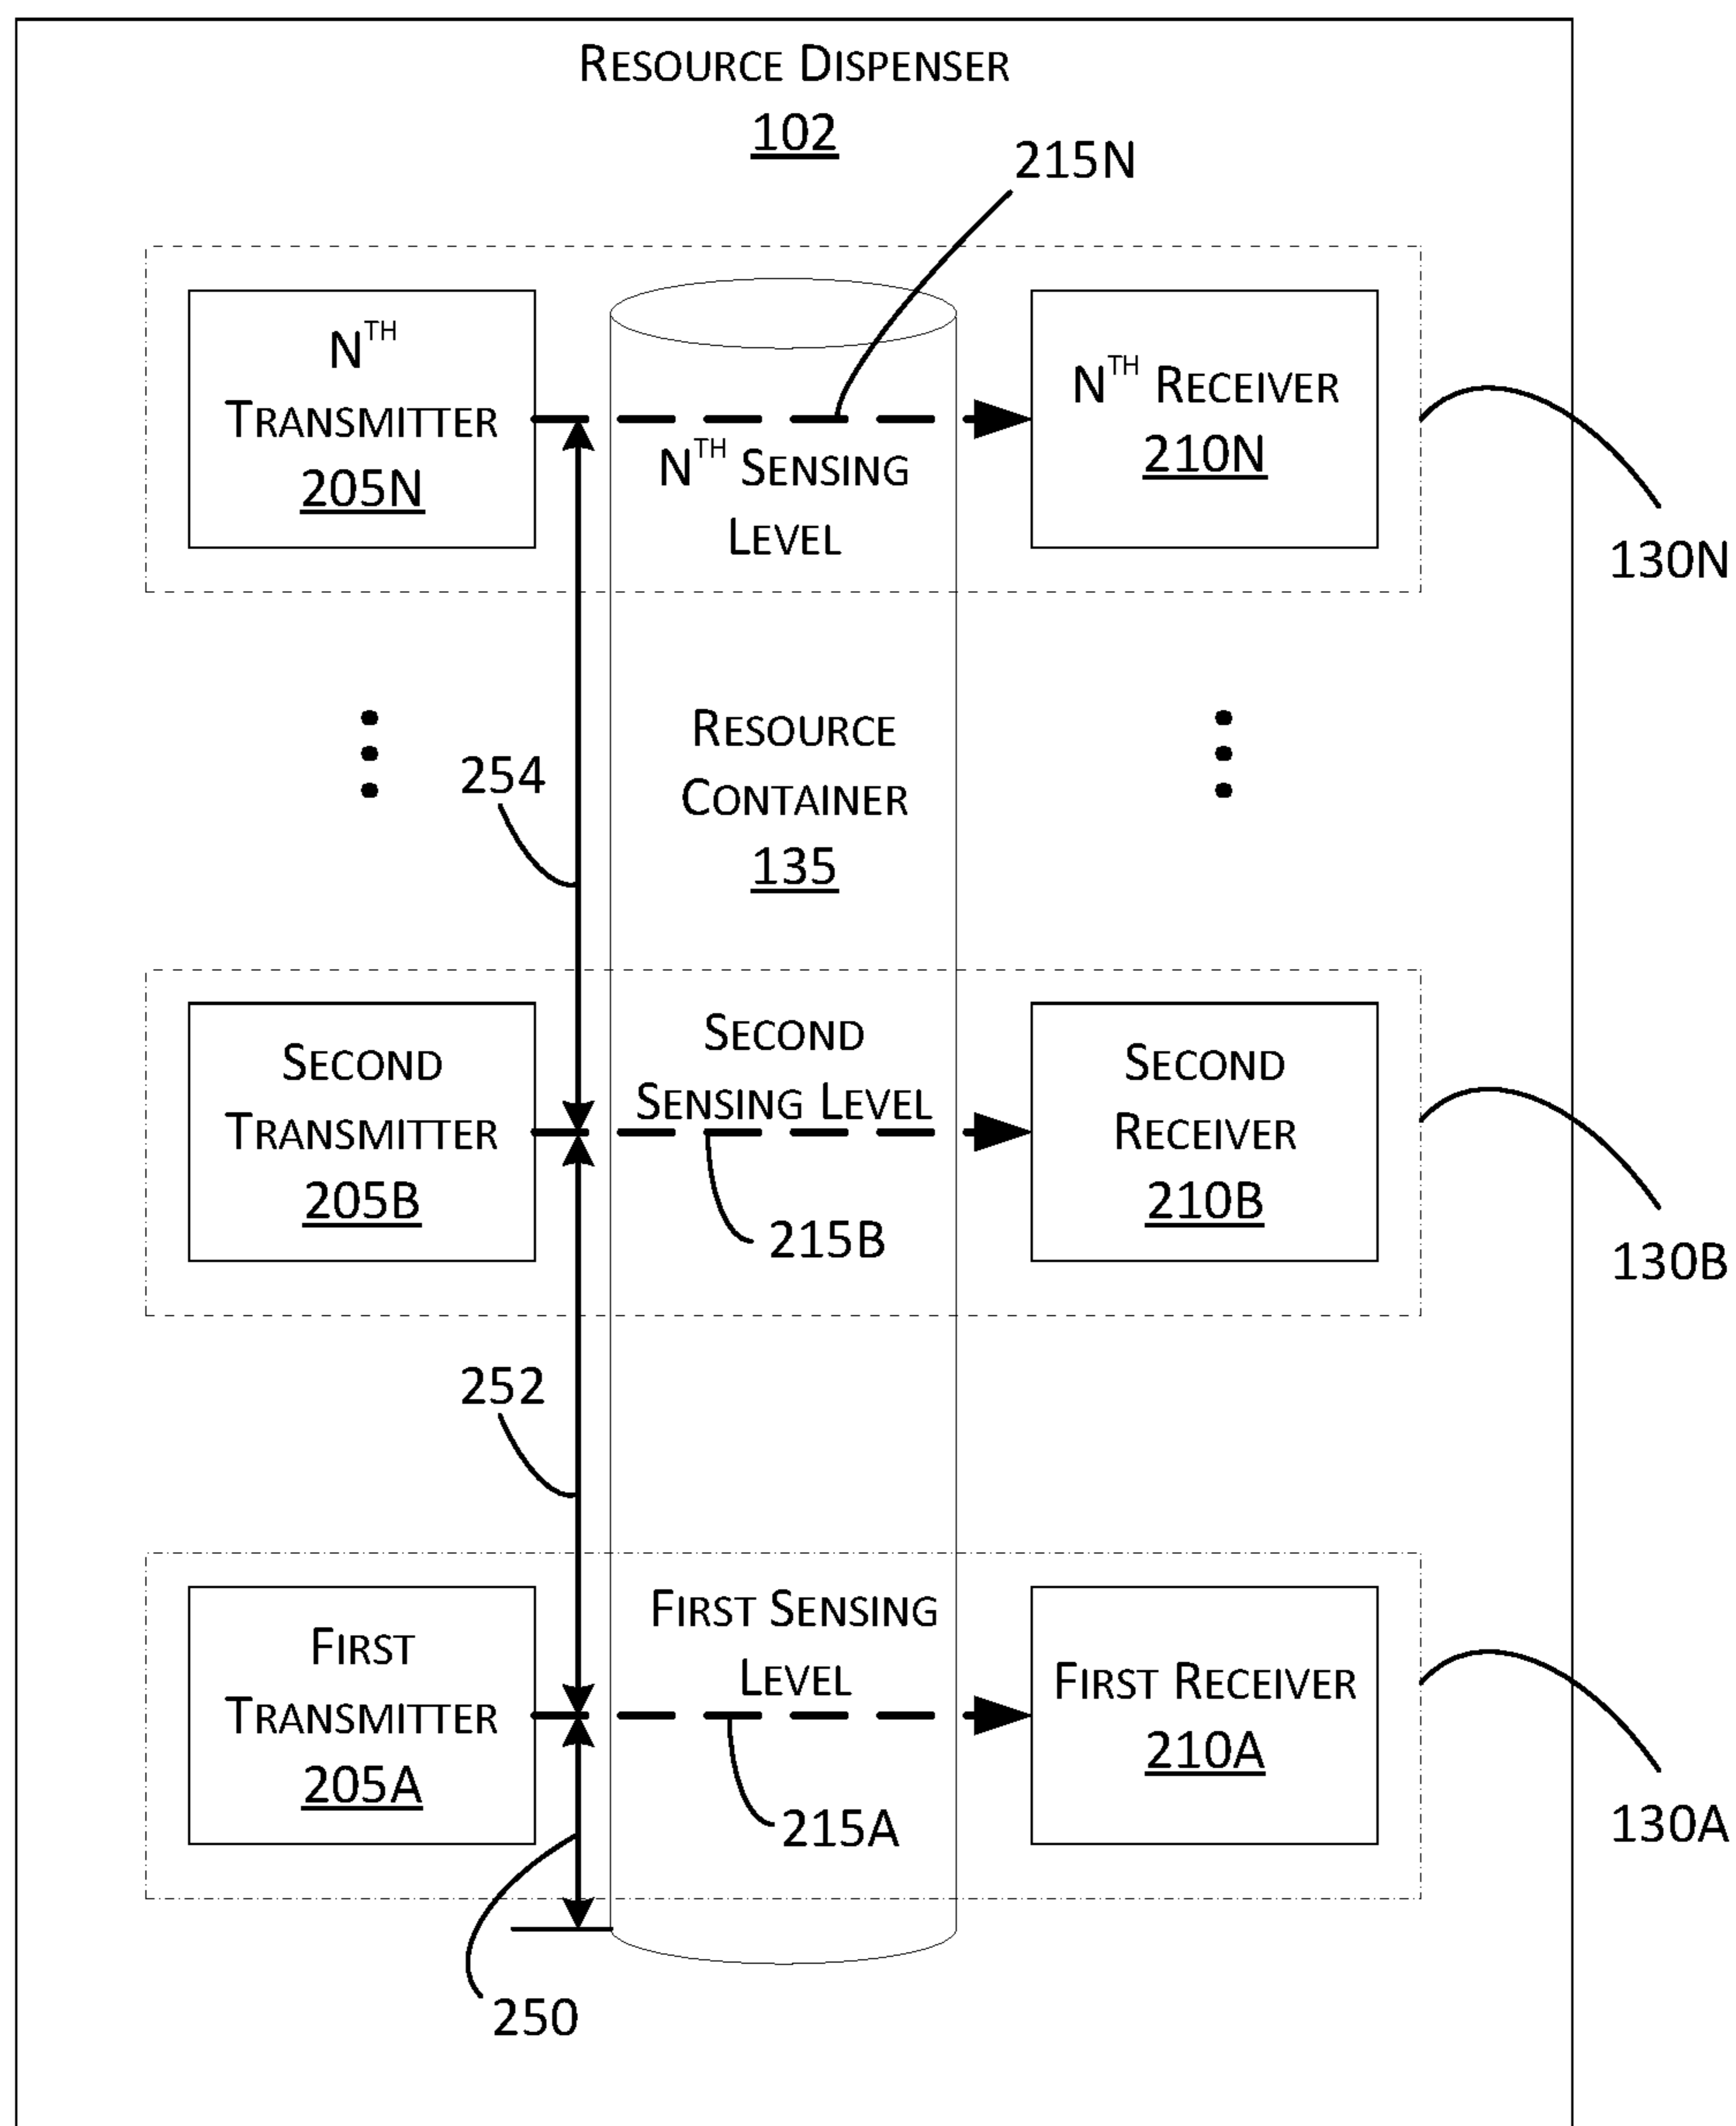 RESOURCE DISPENSER
102
215N
NTH
TRANSMITTER
205N
NTH SENSING
LEVEL
NTH RECEIVER
210N
130N
254
RESOURCE
CONTAINER
135
SECOND
TRANSMITTER
205B
SECOND
SENSING LEVEL
215B
SECOND
RECEIVER
210B
130B
252
FIRST
TRANSMITTER
205A
FIRST SENSING
LEVEL
215A
FIRST RECEIVER
210A
130A
250